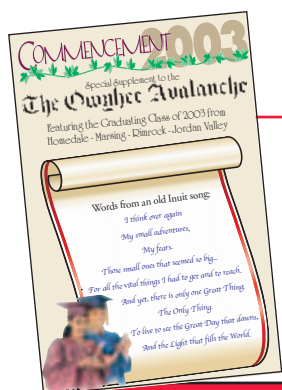 COMMENCEMENT 2003
Special Supplement to the
The Owyhee Avalanche
Featuring the Graduating Class of 2003 from
Homedale - Marsing - Rimrock - Jordan Valley
Words from an old Inuit song:
I think over again
My small adventures,
My fears.
Those small ones that seemed so big...
For all the vital things I had to get and to reach.
And yet, there is only one Great Thing.
The Only Thing.
To live to see the Great Day that dawns,
And the Light that fills the World.